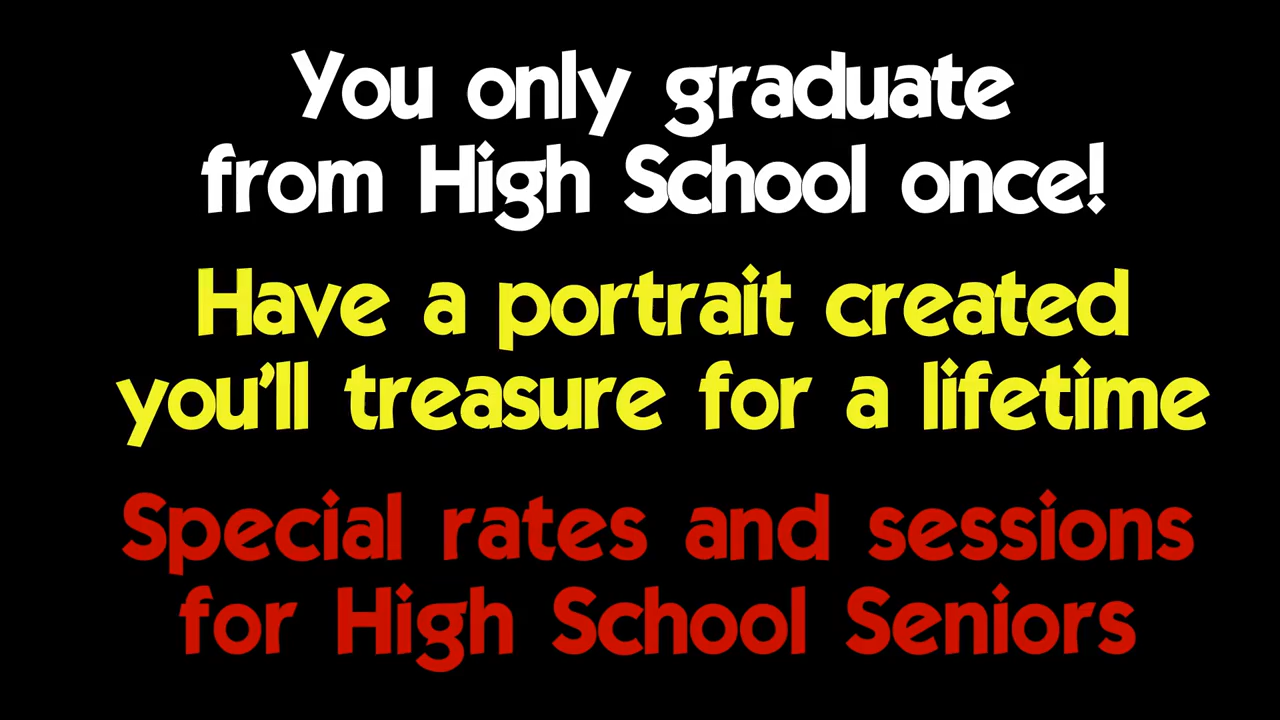 You only graduate
from High School once!
Have a portrait created
you'll treasure for a lifetime
Special rates and sessions
for High School Seniors